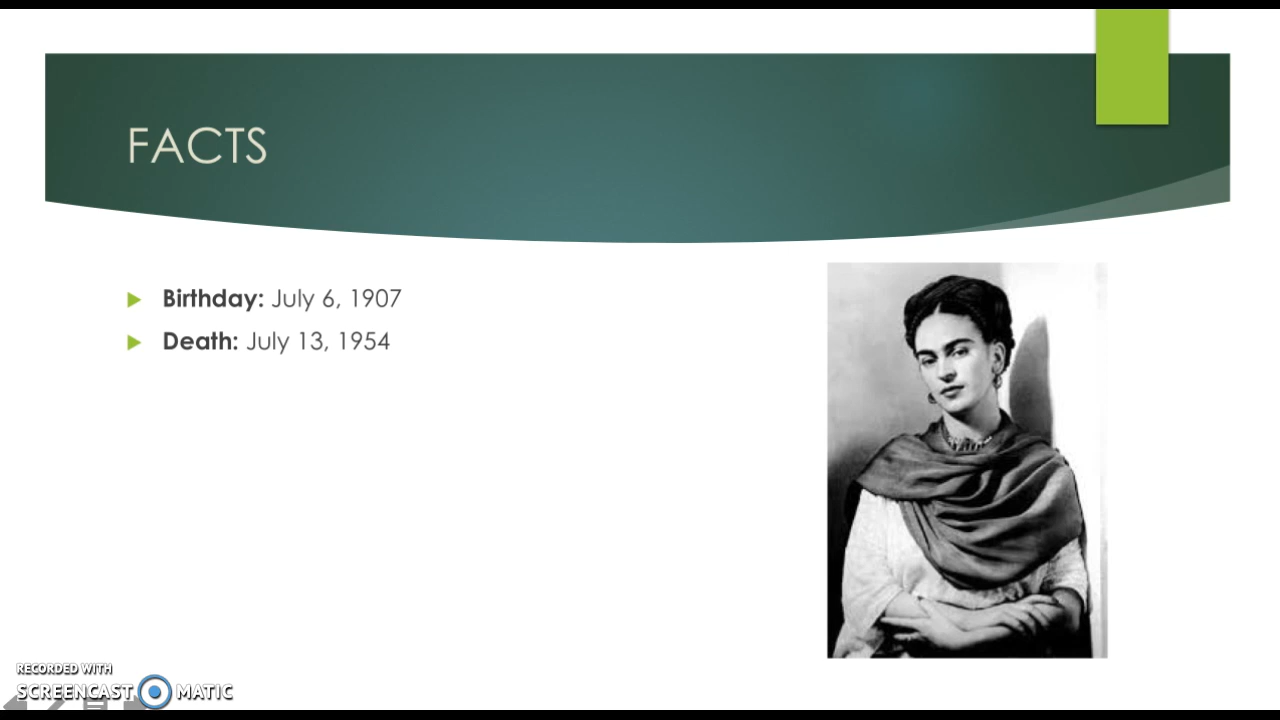 FACTS
Birthday: July 6, 1907
Death: July 13, 1954
RECORDED WITH
SCREENCAST MATIC